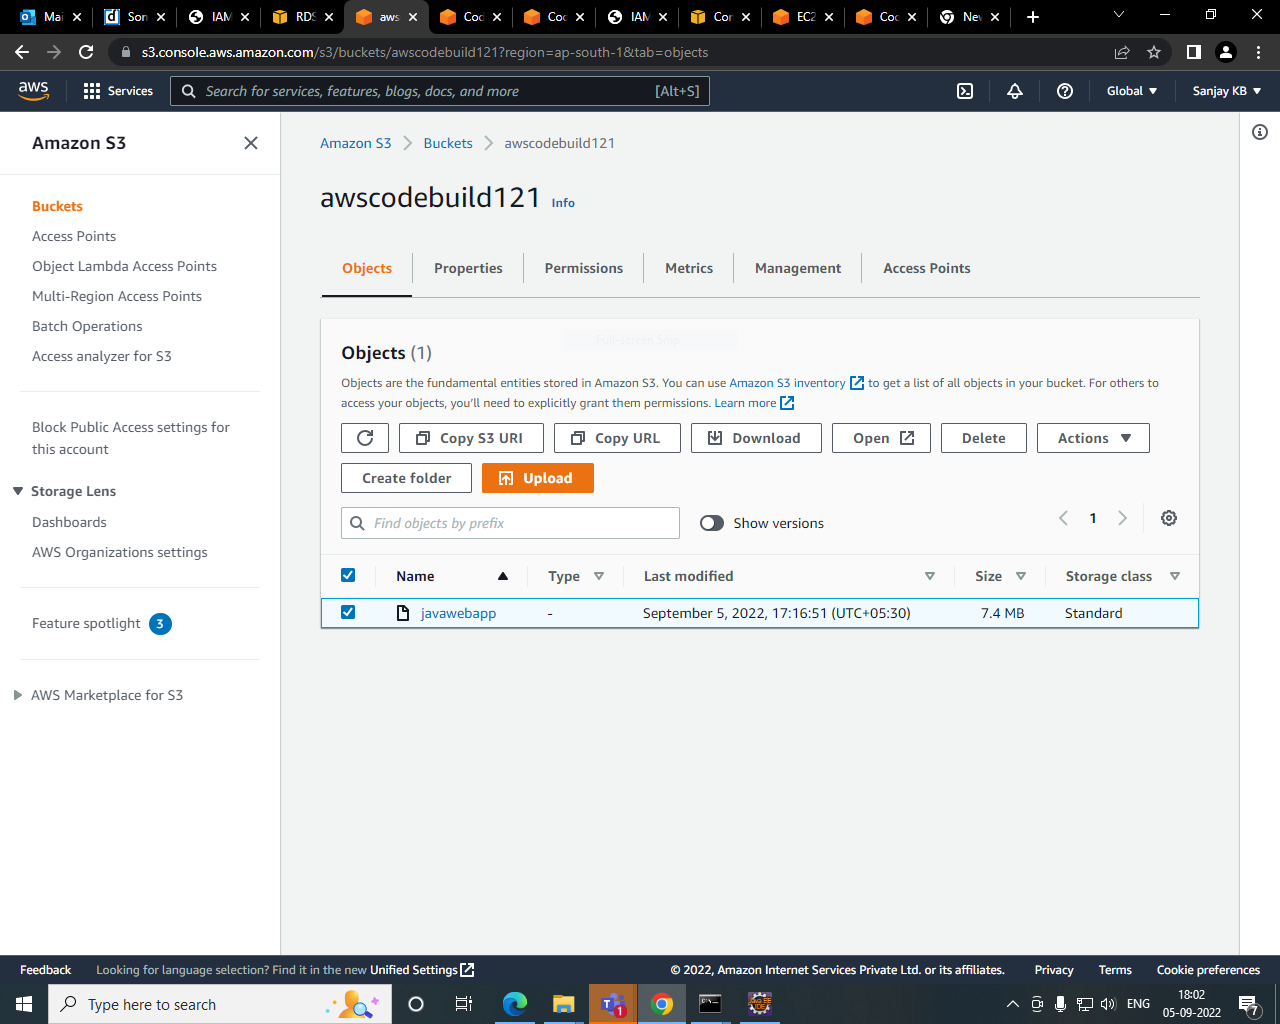 Mai
Son
IAM
RDS
aws
Cod
Coc
IAM
Cor
EC2
Coc
Nev
s3.console.aws.amazon.com/s3/buckets/awscodebuild121?region=ap-south-1&tab=objects
aws
Services
Search for services, features, blogs, docs, and more
[Alt+S]
Global
Sanjay KB
Amazon S3
Buckets
Access Points
Object Lambda Access Points
Multi-Region Access Points
Batch Operations
Access analyzer for S3
Block Public Access settings for
this account
Storage Lens
Dashboards
AWS Organizations settings
Feature spotlight 3
AWS Marketplace for S3
Amazon S3 > Buckets > awscodebuild121
awscodebuild121 Info
Objects
Properties
Permissions
Metrics
Management
Access Points
Full-screen Snip
Objects (1)
Objects are the fundamental entities stored in Amazon S3. You can use Amazon S3 inventory to get a list of all objects in your bucket. For others to
access your objects, you'll need to explicitly grant them permissions. Learn more
Copy S3 URI
Copy URL
Download
Open
Delete
Actions
Create folder
Upload
Find objects by prefix
Show versions
1
Name Type Last modified Size Storage class
javawebapp - September 5, 2022, 17:16:51 (UTC+05:30) 7.4 MB Standard
Feedback
Looking for language selection? Find it in the new Unified Settings
© 2022, Amazon Internet Services Private Ltd. or its affiliates.
Privacy
Terms
Cookie preferences
Type here to search
1
ENG
18:02
05-09-2022
7